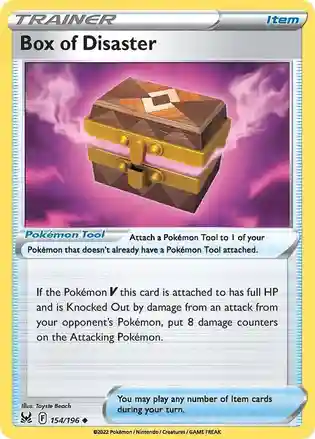 TRAINER
Item
Box of Disaster
Pokémon Tool
Attach a Pokémon Tool to 1 of your
Pokémon that doesn't already have a Pokémon Tool attached.
If the Pokémon V this card is attached to has full HP
and is Knocked Out by damage from an attack from
your opponent's Pokémon, put 8 damage counters
on the Attacking Pokémon.
Illus. Toyste Beach
F
154/196
You may play any number of Item cards
during your turn.
©2022 Pokémon / Nintendo / Creatures / GAME FREAK